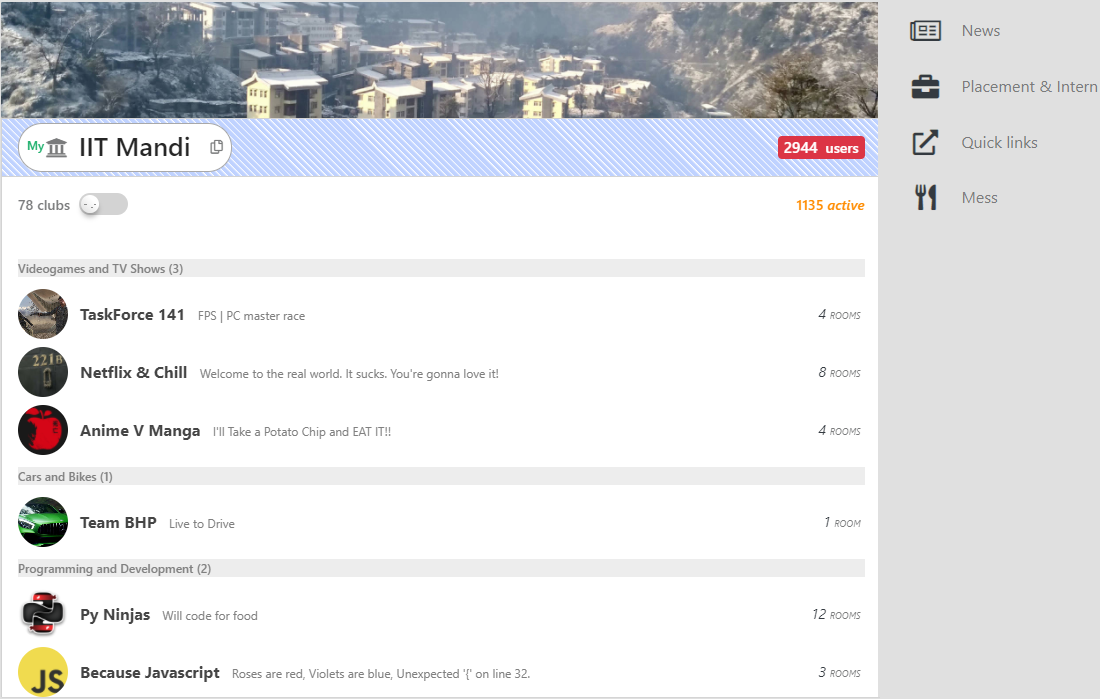 My IIT Mandi
2944 users
78 clubs
1135 active
Videogames and TV Shows (3)
TaskForce 141 FPS | PC master race 4 ROOMS
221B
Netflix & Chill Welcome to the real world. It sucks. You're gonna love it! 8 ROOMS
Anime V Manga I'll Take a Potato Chip and EAT IT!! 4 ROOMS
Cars and Bikes (1)
Team BHP Live to Drive 1 ROOM
Programming and Development (2)
Py Ninjas Will code for food 12 ROOMS
JS
Because Javascript Roses are red, Violets are blue, Unexpected '{' on line 32. 3 ROOMS
News
Placement & Intern
Quick links
Mess